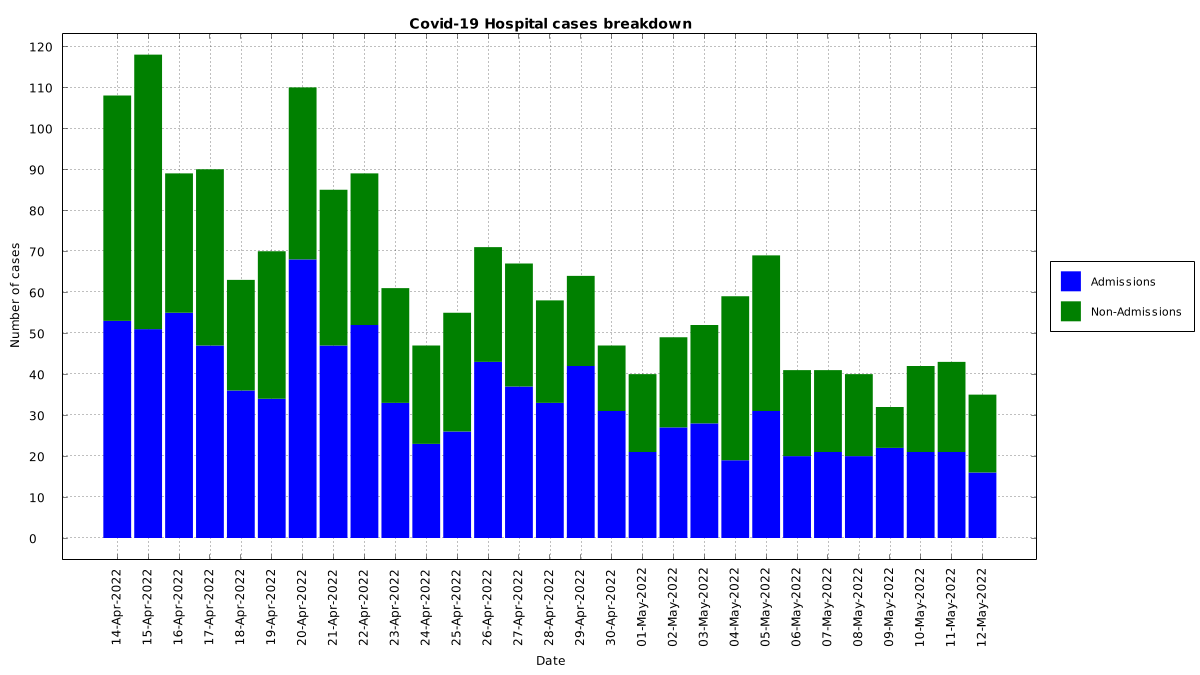 Covid-19 Hospital cases breakdown
120
110
100
90
80
70
60
50
40
30
20
10
0
Number of cases
Admissions
Non-Admissions
14-Apr-2022
15-Apr-2022
16-Apr-2022
17-Apr-2022
18-Apr-2022
19-Apr-2022
20-Apr-2022
21-Apr-2022
22-Apr-2022
23-Apr-2022
24-Apr-2022
25-Apr-2022
26-Apr-2022
27-Apr-2022
28-Apr-2022
29-Apr-2022
30-Apr-2022
01-May-2022
02-May-2022
03-May-2022
04-May-2022
05-May-2022
06-May-2022
07-May-2022
08-May-2022
09-May-2022
10-May-2022
11-May-2022
12-May-2022
Date